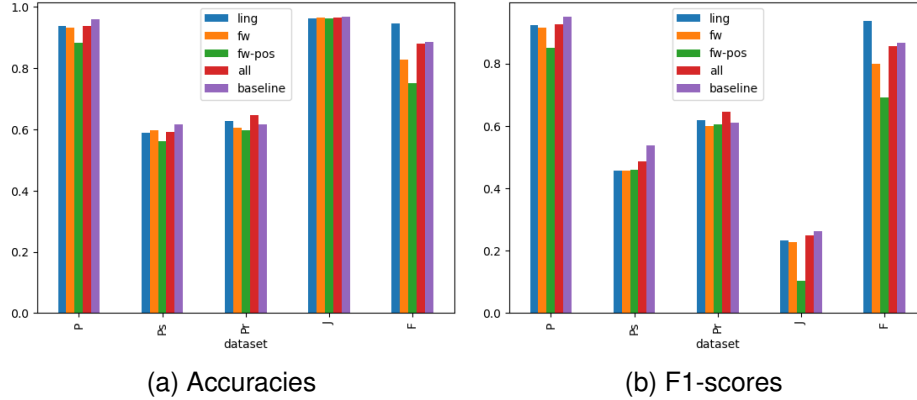 1.0
0.8
0.6
0.4
0.2
0.0
ling
fw
fw-pos
all
baseline
P
Ps
Pr
J
F
dataset
(a) Accuracies
0.8
0.6
0.4
0.2
0.0
ling
fw
fw-pos
all
baseline
P
Ps
Pr
J
F
dataset
(b) F1-scores